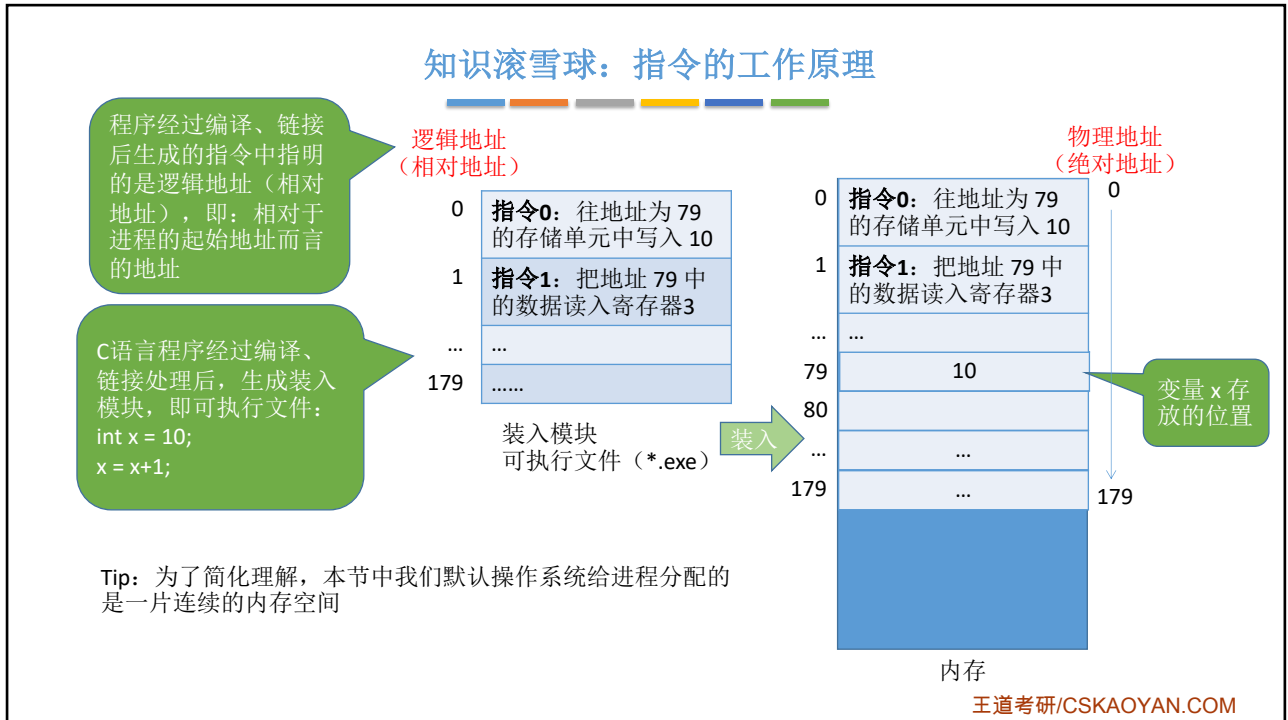 知识滚雪球：指令的工作原理
程序经过编译、链接
后生成的指令中指明
的是逻辑地址（相对
地址），即：相对于
进程的起始地址而言
的地址
C语言程序经过编译、
链接处理后，生成装入
模块，即可执行文件：
int x = 10;
x = x+1;
逻辑地址
（相对地址）
0
指令0：往地址为 79
的存储单元中写入 10
1
指令1：把地址 79 中
的数据读入寄存器3
...
...
179
......
装入模块
可执行文件（*.exe）
装入
物理地址
（绝对地址）
0
指令0：往地址为 79
的存储单元中写入 10
0
1
指令1：把地址 79 中
的数据读入寄存器3
...
...
79
10
变量 x 存
放的位置
80
...
...
179
...
179
内存
Tip：为了简化理解，本节中我们默认操作系统给进程分配的
是一片连续的内存空间
王道考研/CSKAOYAN.COM